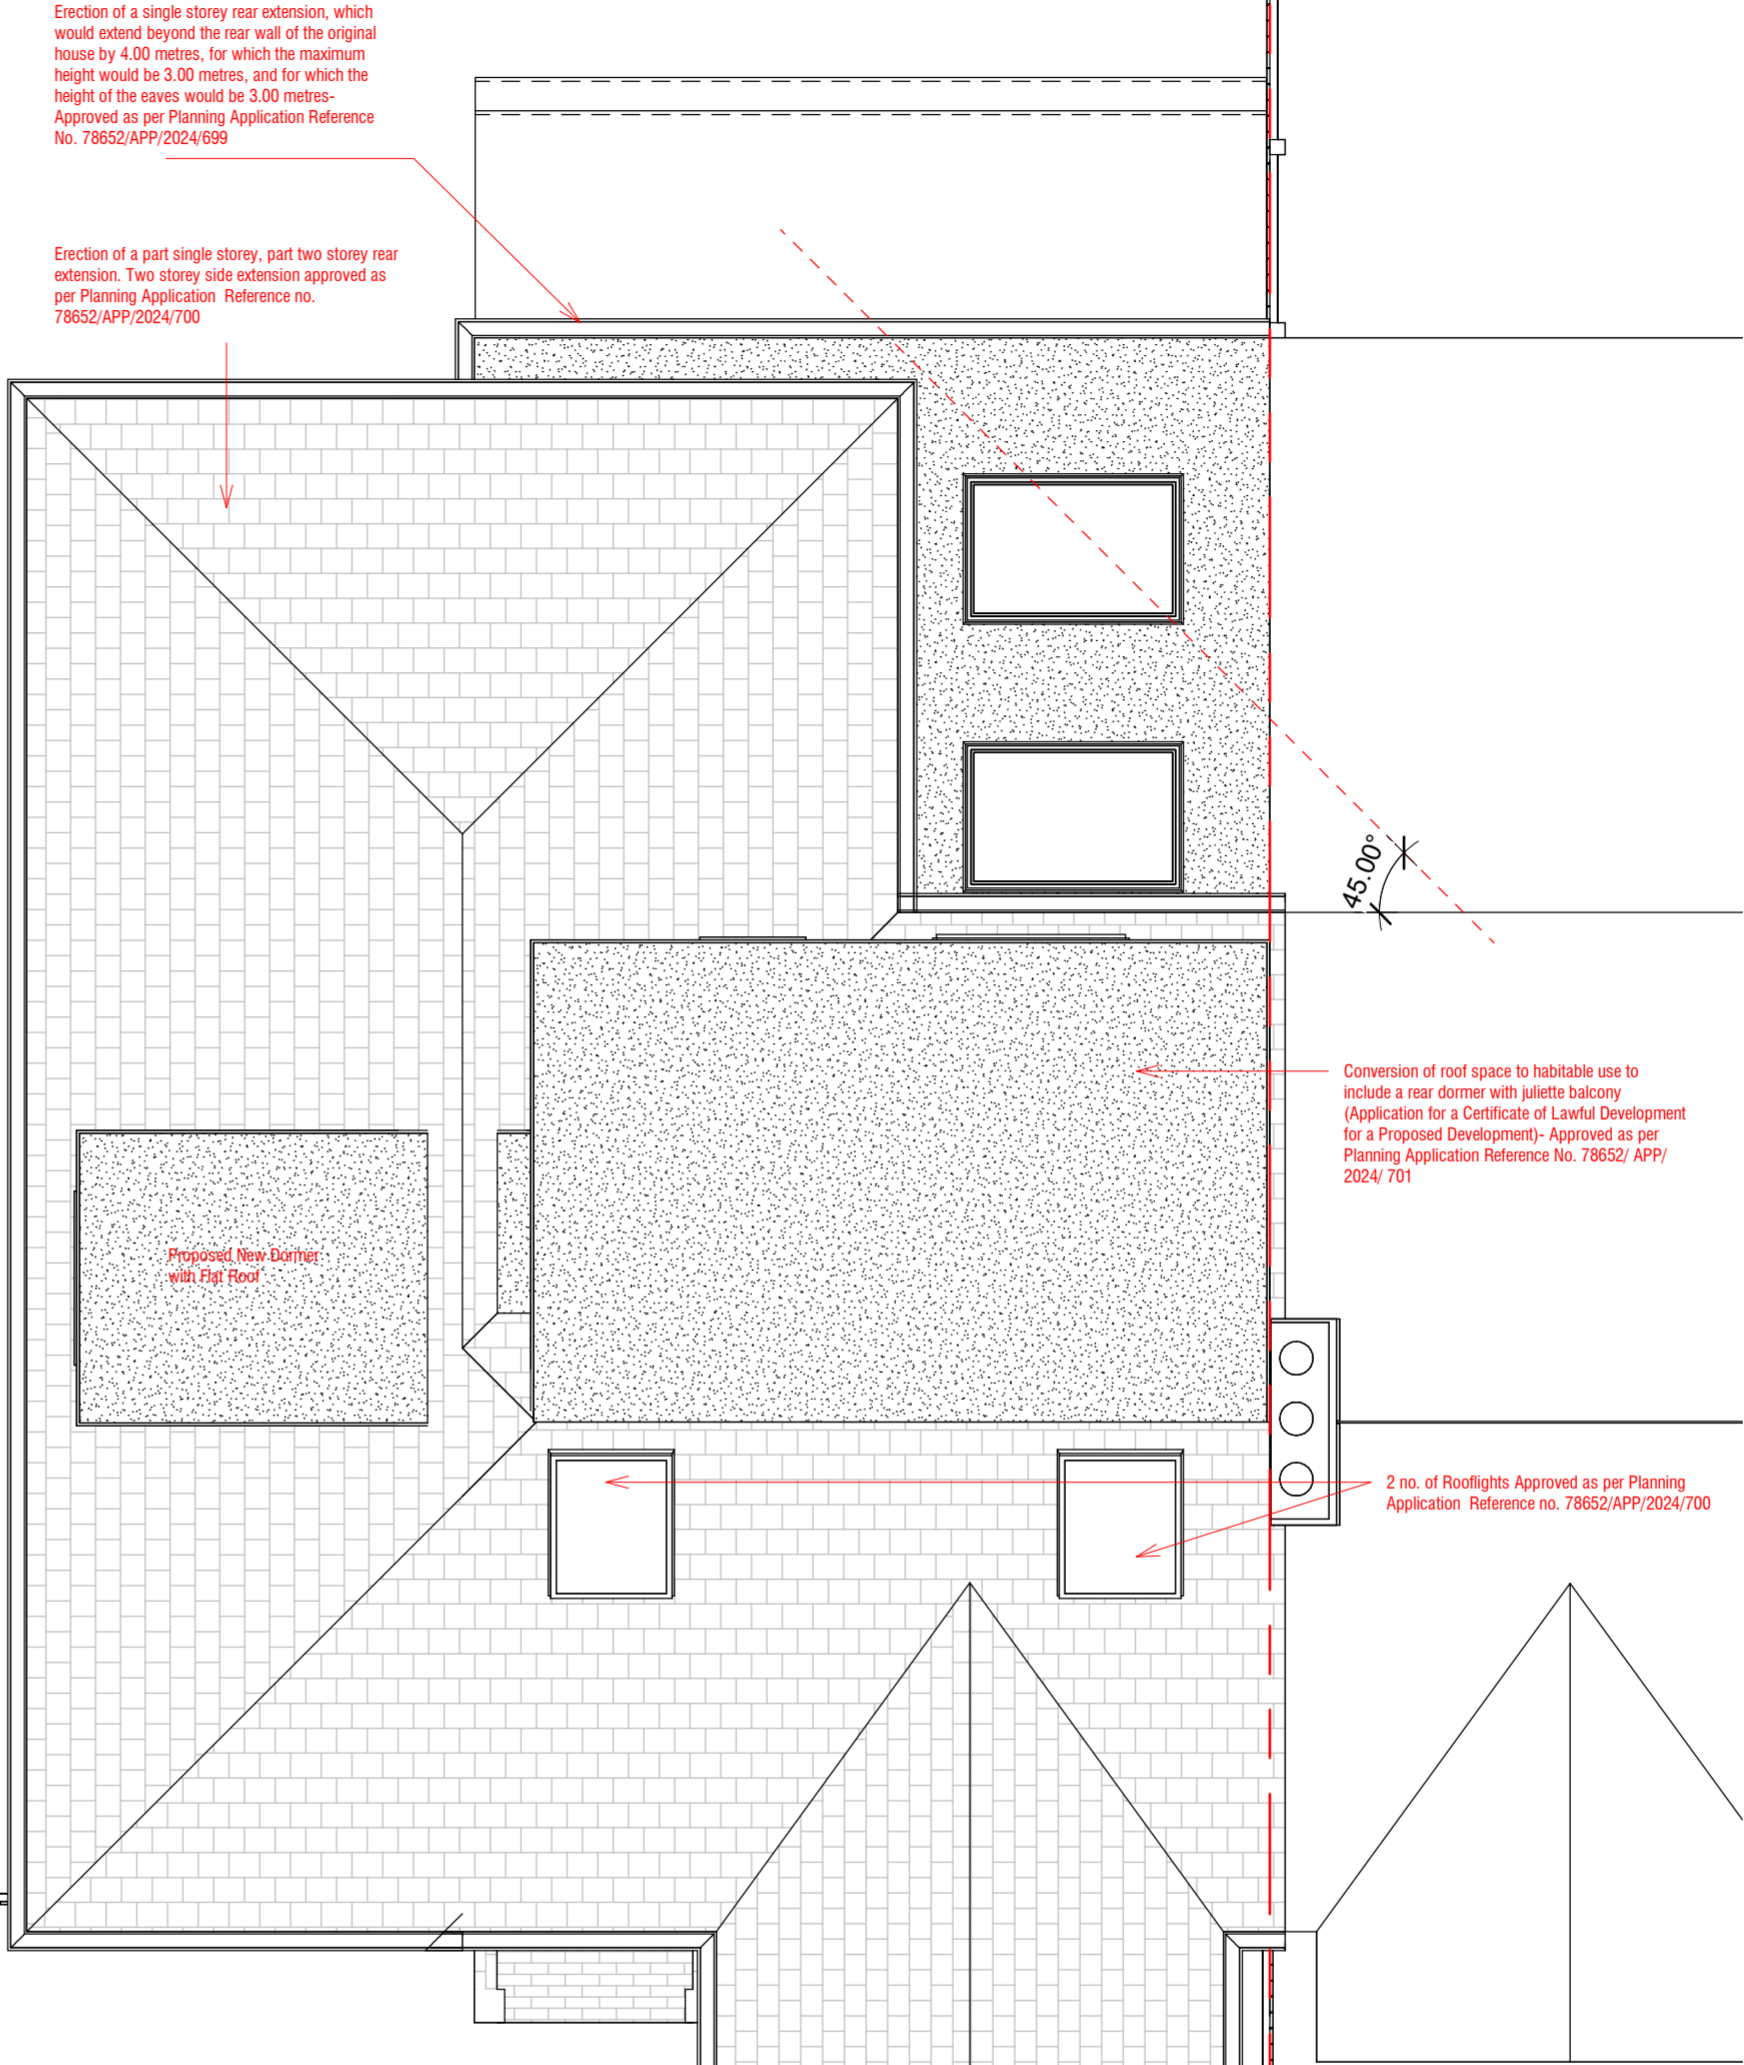 Erection of a single storey rear extension, which
would extend beyond the rear wall of the original
house by 4.00 metres, for which the maximum
height would be 3.00 metres, and for which the
height of the eaves would be 3.00 metres-
Approved as per Planning Application Reference
No. 78652/APP/2024/699
Erection of a part single storey, part two storey rear
extension. Two storey side extension approved as
per Planning Application Reference no.
78652/APP/2024/700
45.00°
Conversion of roof space to habitable use to
include a rear dormer with juliette balcony
(Application for a Certificate of Lawful Development
for a Proposed Development)- Approved as per
Planning Application Reference No. 78652/ APP/
2024/ 701
Proposed New Dormer
with Flat Roof
2 no. of Rooflights Approved as per Planning
Application Reference no. 78652/APP/2024/700